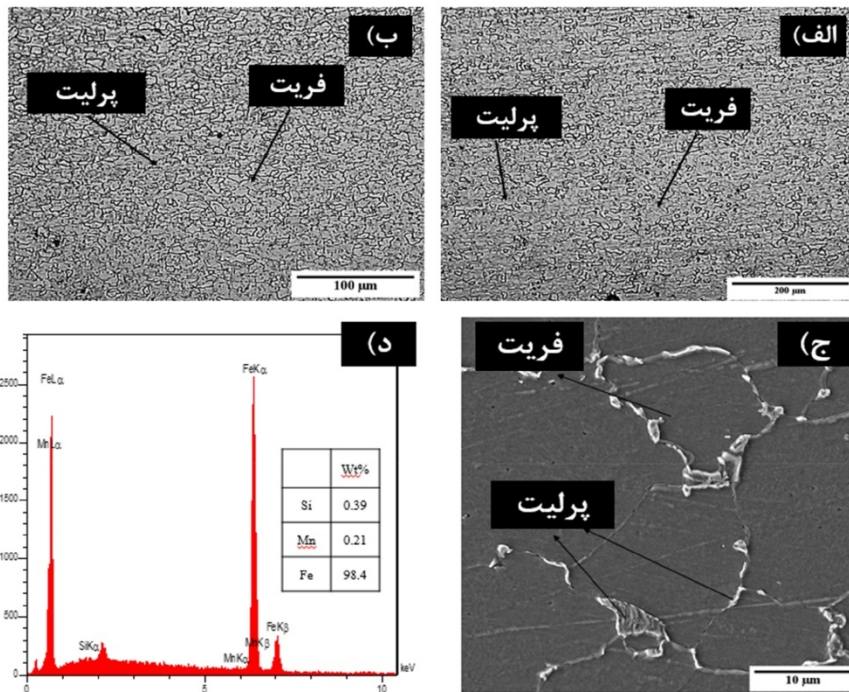 الف)
فریت
پرلیت
200 µm
ب)
فریت
پرلیت
100 µm
ج)
فریت
پرلیت
10 µm
د)
FeLα
MnLα
SiKα
FeKα
MnKα
MnKβ
FeKβ
2500
2000
1500
1000
500
0
0
5
10
keV
Wt%
Si 0.39
Mn 0.21
Fe 98.4